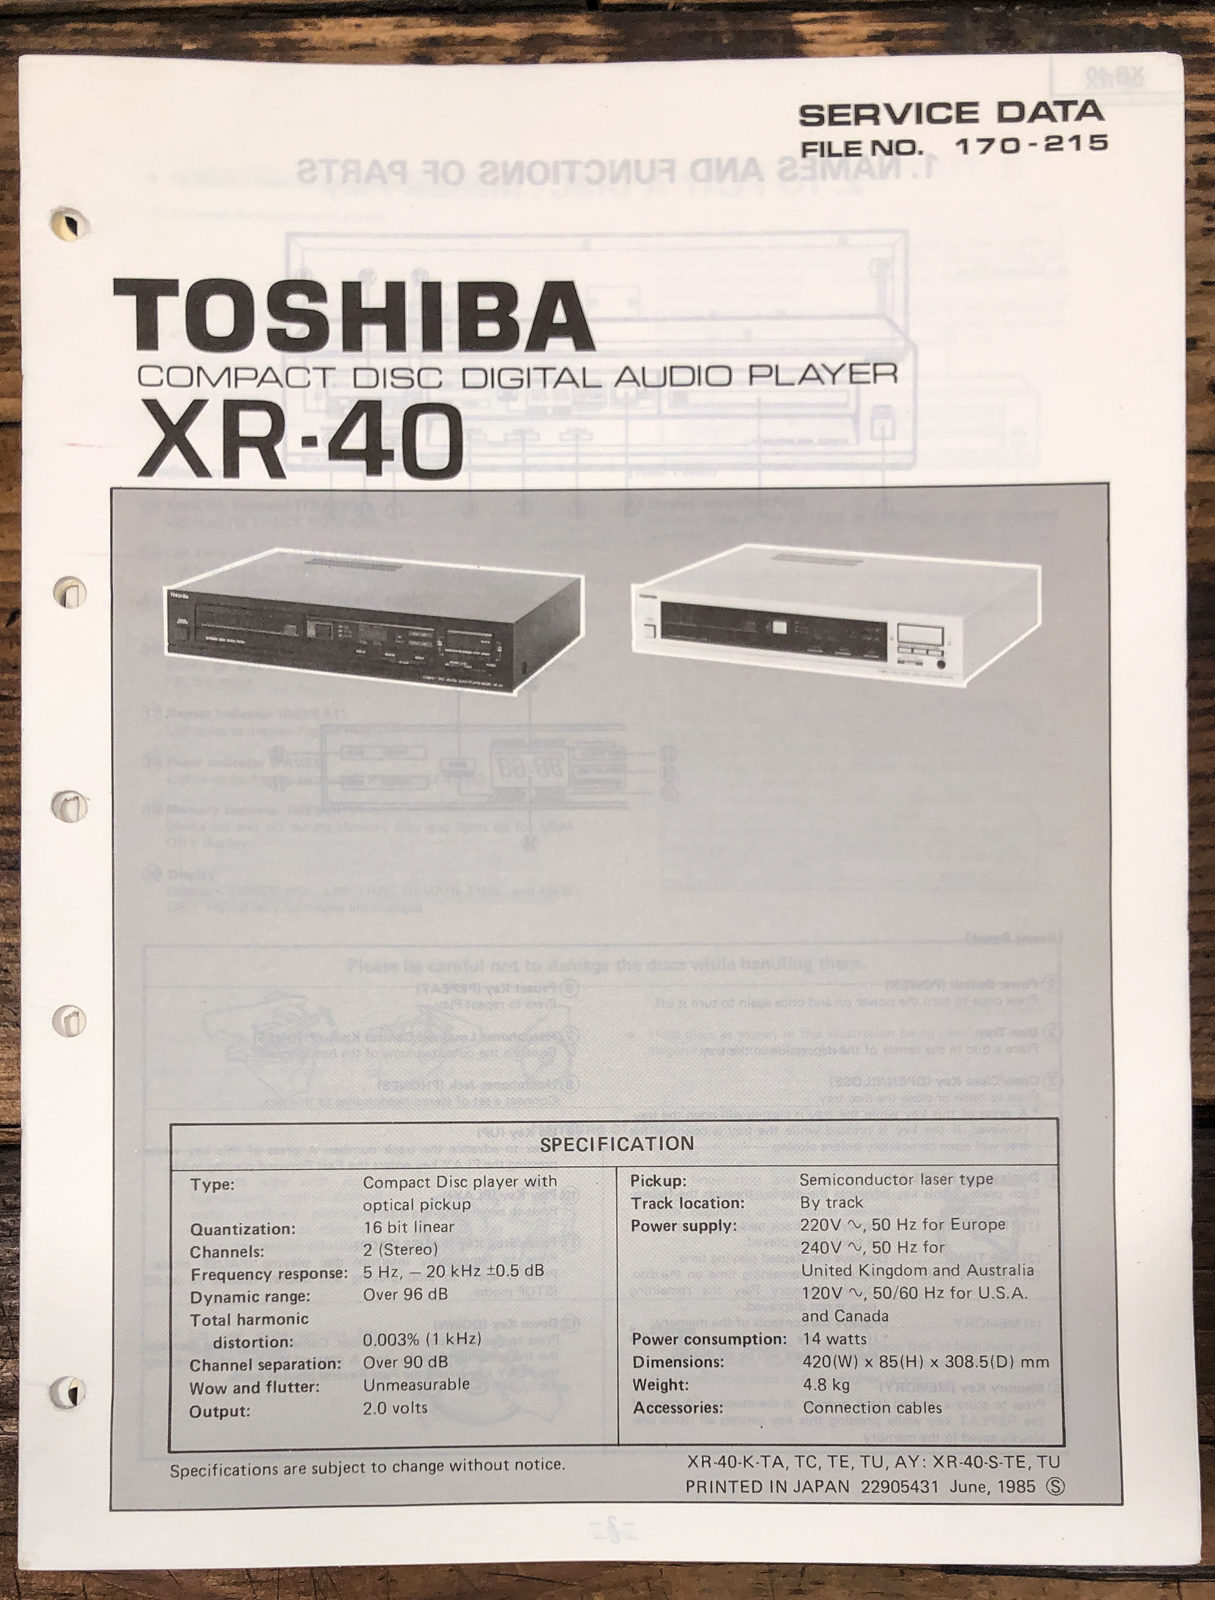 SERVICE DATA
FILE NO. 170-215
TOSHIBA
COMPACT DISC DIGITAL AUDIO PLAYER
XR-40
TOSHIBA
SPECIFICATION
Type: Compact Disc player with
optical pickup
Quantization: 16 bit linear
Channels: 2 (Stereo)
Frequency response: 5 Hz, – 20 kHz ±0.5 dB
Dynamic range: Over 96 dB
Total harmonic
distortion: 0.003% (1 kHz)
Channel separation: Over 90 dB
Wow and flutter: Unmeasurable
Output: 2.0 volts
Pickup: Semiconductor laser type
Track location: By track
Power supply: 220V ∿, 50 Hz for Europe
240V ∿, 50 Hz for
United Kingdom and Australia
120V ∿, 50/60 Hz for U.S.A.
and Canada
Power consumption: 14 watts
Dimensions: 420(W) x 85(H) x 308.5(D) mm
Weight: 4.8 kg
Accessories: Connection cables
Specifications are subject to change without notice.
XR-40-K-TA, TC, TE, TU, AY: XR-40-S-TE, TU
PRINTED IN JAPAN 22905431 June, 1985 Ⓢ